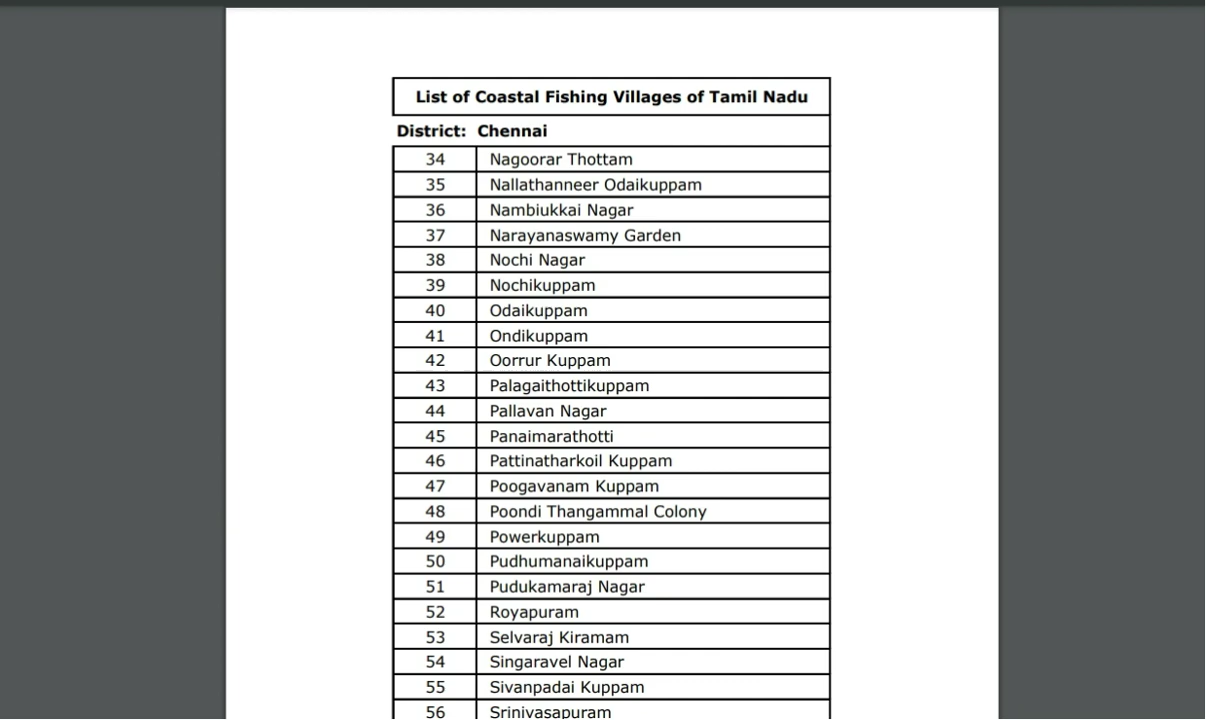 List of Coastal Fishing Villages of Tamil Nadu
District: Chennai
34 Nagoorar Thottam
35 Nallathanneer Odaikuppam
36 Nambiukkai Nagar
37 Narayanaswamy Garden
38 Nochi Nagar
39 Nochikuppam
40 Odaikuppam
41 Ondikuppam
42 Oorrur Kuppam
43 Palagaithottikuppam
44 Pallavan Nagar
45 Panaimarathotti
46 Pattinatharkoil Kuppam
47 Poogavanam Kuppam
48 Poondi Thangammal Colony
49 Powerkuppam
50 Pudhumanaikuppam
51 Pudukamaraj Nagar
52 Royapuram
53 Selvaraj Kiramam
54 Singaravel Nagar
55 Sivanpadai Kuppam
56 Srinivasapuram